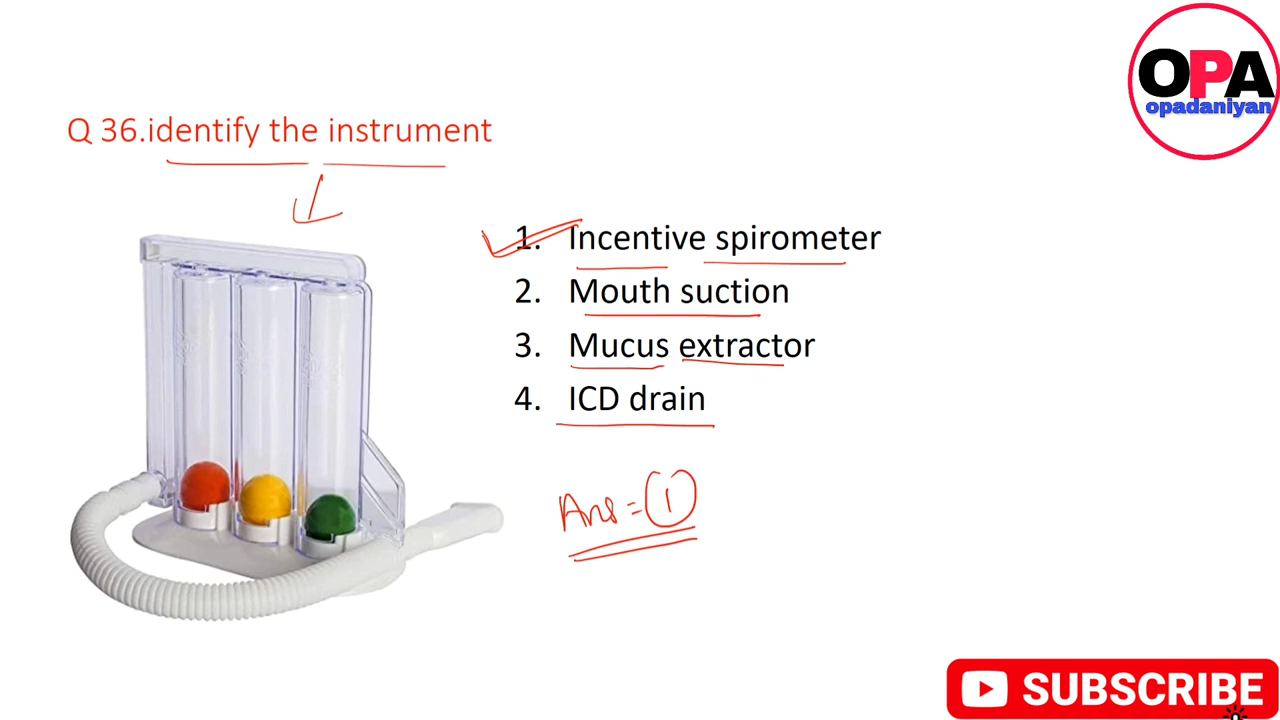 OPA
opadaniyan
Q 36.identify the instrument
1. Incentive spirometer
2. Mouth suction
3. Mucus extractor
4. ICD drain
Ans = 1
SUBSCRIBE